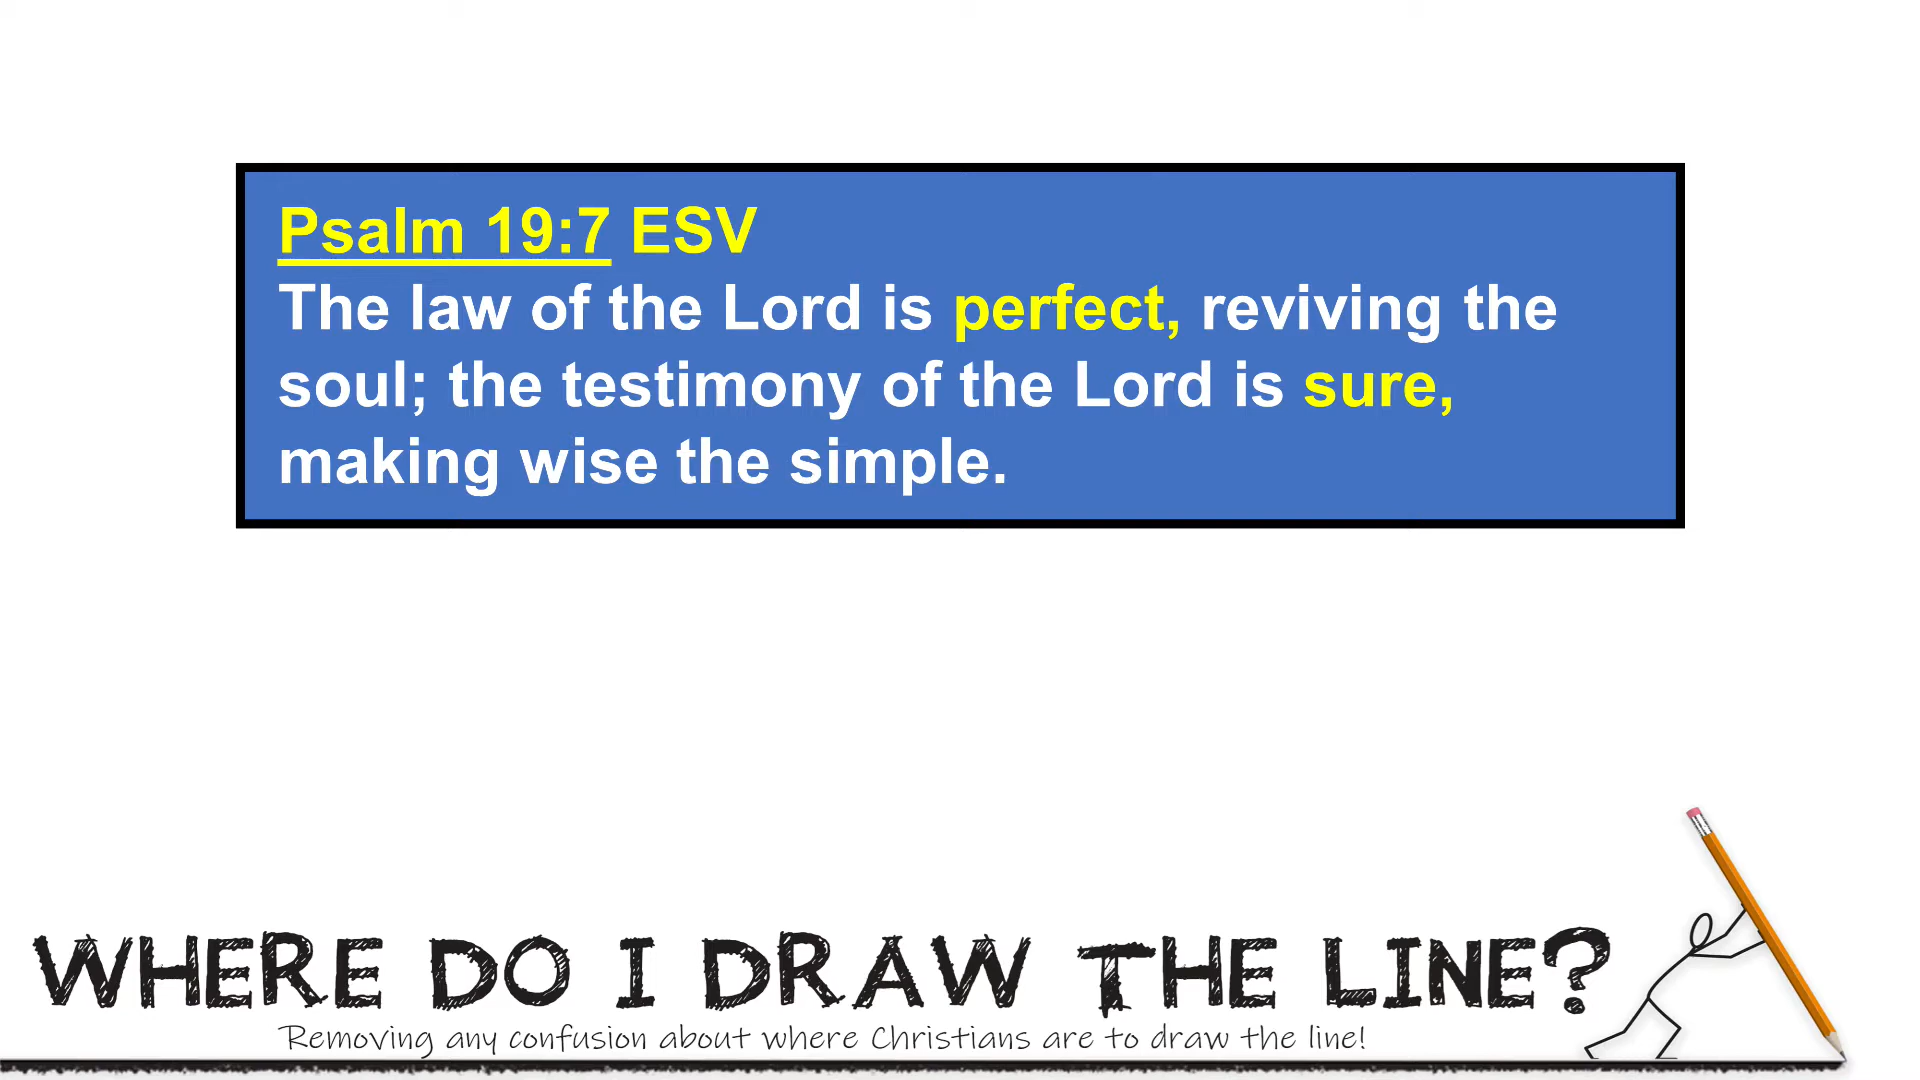 Psalm 19:7 ESV
The law of the Lord is perfect, reviving the
soul; the testimony of the Lord is sure,
making wise the simple.
WHERE DO I DRAW THE LINE?
Removing any confusion about where Christians are to draw the line!